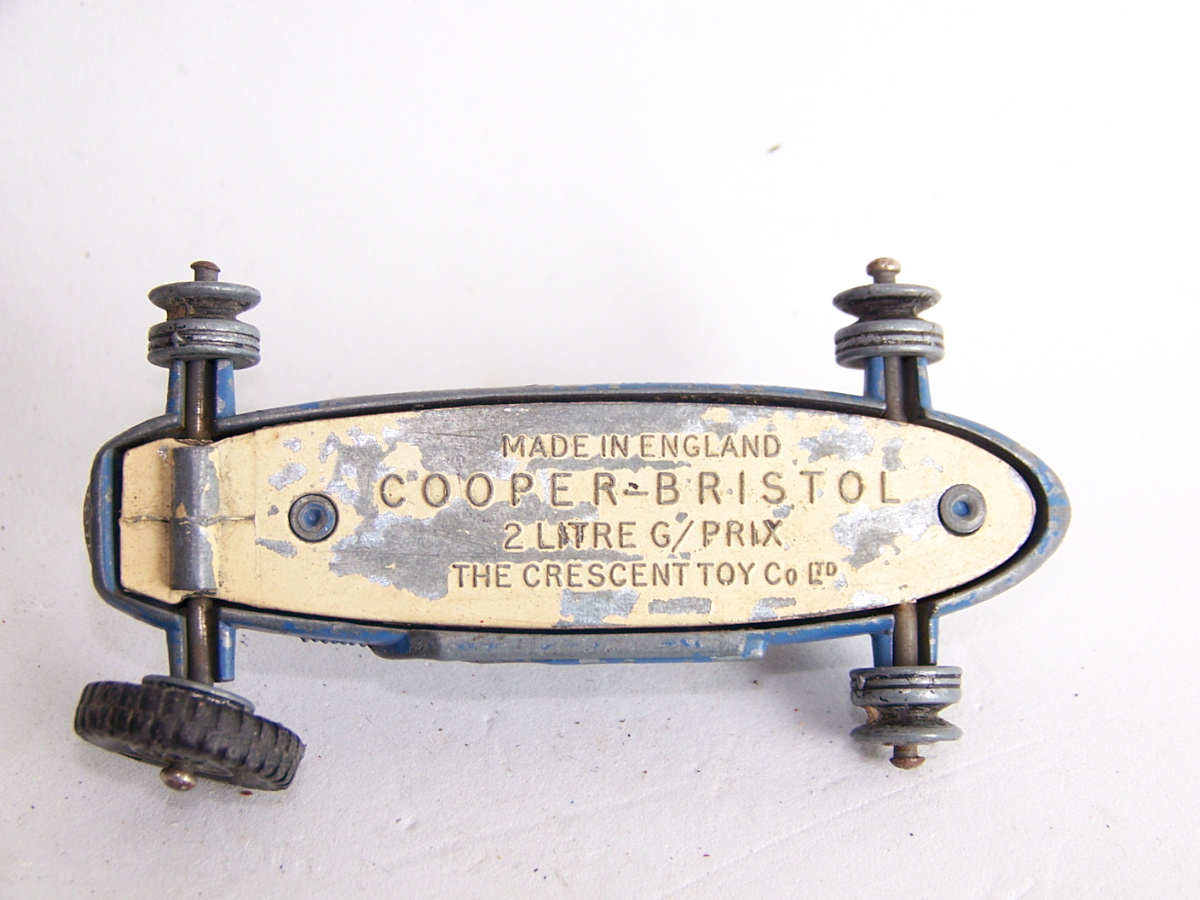 MADE IN ENGLAND
COOPER-BRISTOL
2 LITRE G/PRIX
THE CRESCENT TOY Co LTD